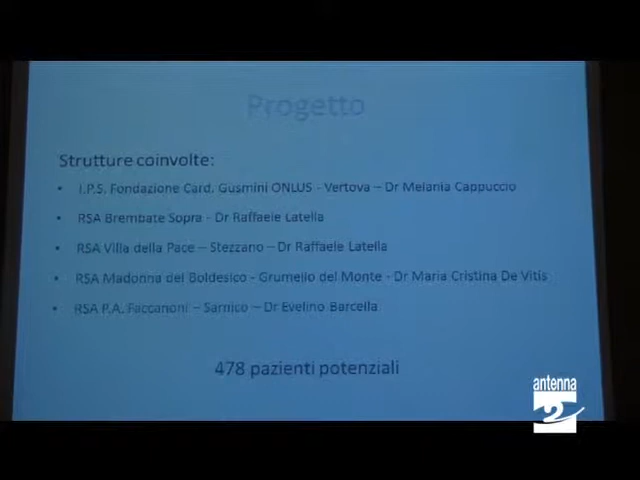 Progetto
Strutture coinvolte:
• I.P.S. Fondazione Card. Gusmini ONLUS - Vertova – Dr Melania Cappuccio
• RSA Brembate Sopra - Dr Raffaele Latella
• RSA Villa della Pace – Stezzano – Dr Raffaele Latella
• RSA Madonna del Boldesico - Grumello del Monte - Dr Maria Cristina De Vitis
• RSA P.A. Faccanoni – Sarnico – Dr Evelino Barcella
478 pazienti potenziali
antenna
2